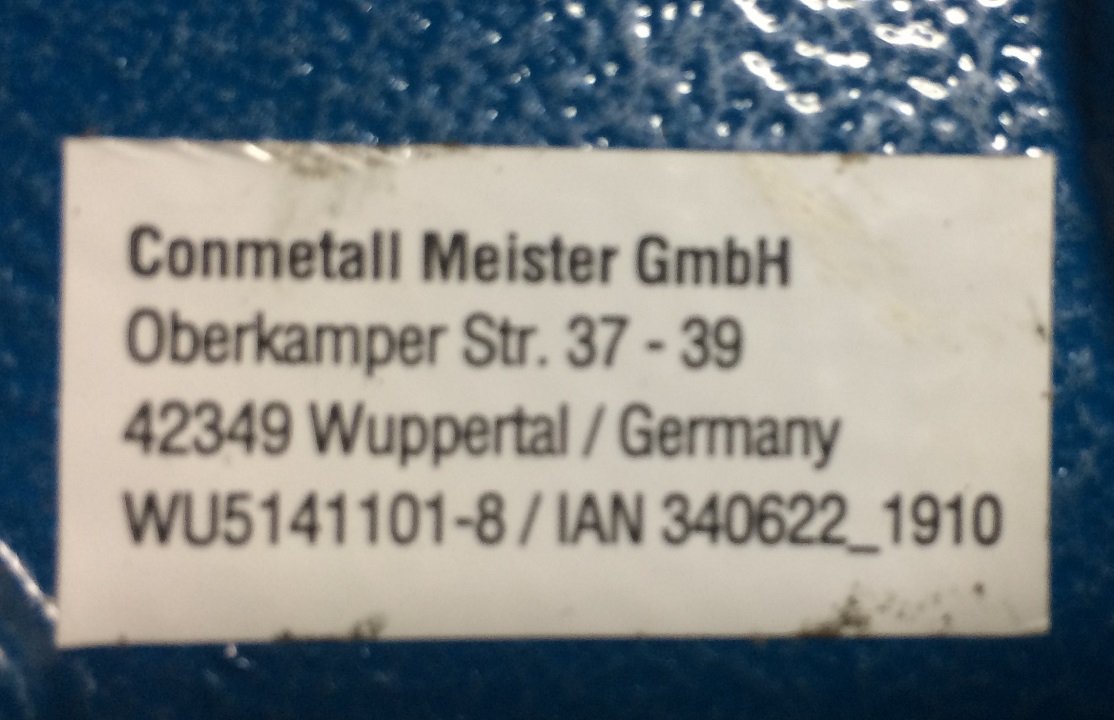 Conmetall Meister GmbH
Oberkamper Str. 37 - 39
42349 Wuppertal / Germany
WU5141101-8 / IAN 340622_1910